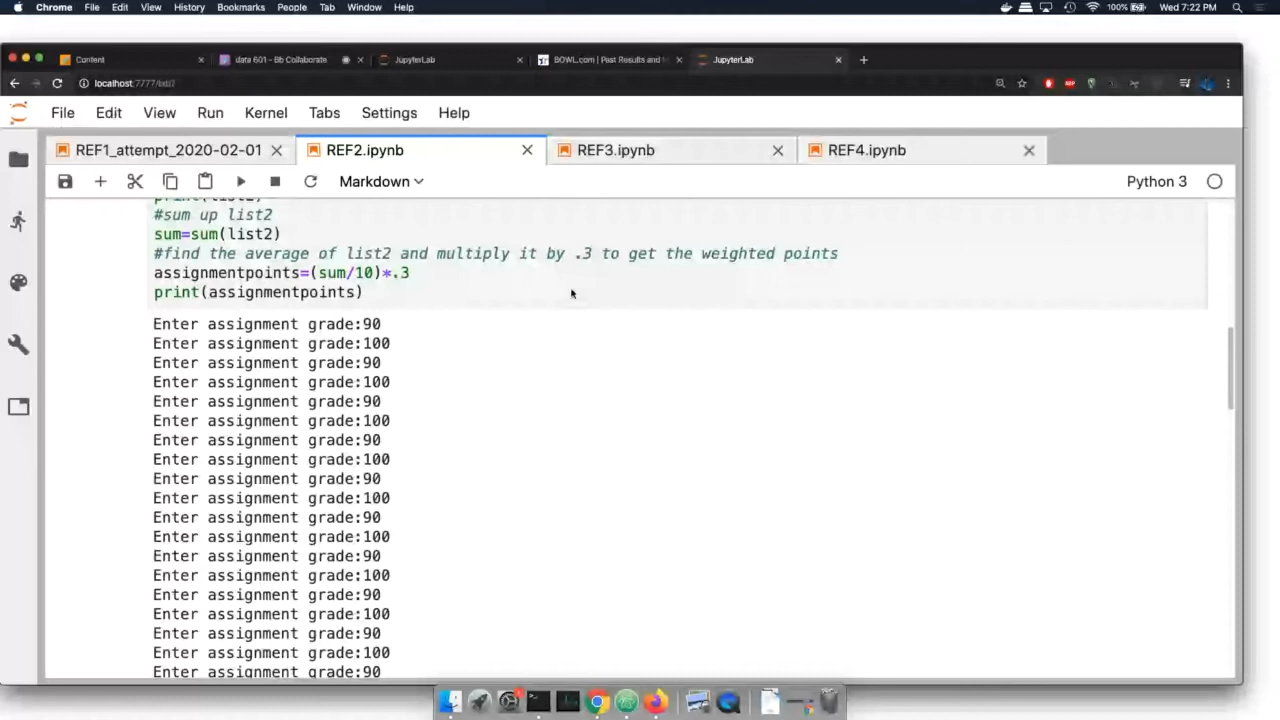 Chrome File Edit View History Bookmarks People Tab Window Help 100% Wed 7:22 PM
Content data 601 - Bb Collaborate JupyterLab BOWL.com | Past Results and JupyterLab
localhost:7777/lab
File Edit View Run Kernel Tabs Settings Help
REF1_attempt_2020-02-01 REF2.ipynb REF3.ipynb REF4.ipynb
Markdown Python 3
print(list2)
#sum up list2
sum=sum(list2)
#find the average of list2 and multiply it by .3 to get the weighted points
assignmentpoints=(sum/10)*.3
print(assignmentpoints)
Enter assignment grade:90
Enter assignment grade:100
Enter assignment grade:90
Enter assignment grade:100
Enter assignment grade:90
Enter assignment grade:100
Enter assignment grade:90
Enter assignment grade:100
Enter assignment grade:90
Enter assignment grade:100
Enter assignment grade:90
Enter assignment grade:100
Enter assignment grade:90
Enter assignment grade:100
Enter assignment grade:90
Enter assignment grade:100
Enter assignment grade:90
Enter assignment grade:100
Enter assignment grade:90